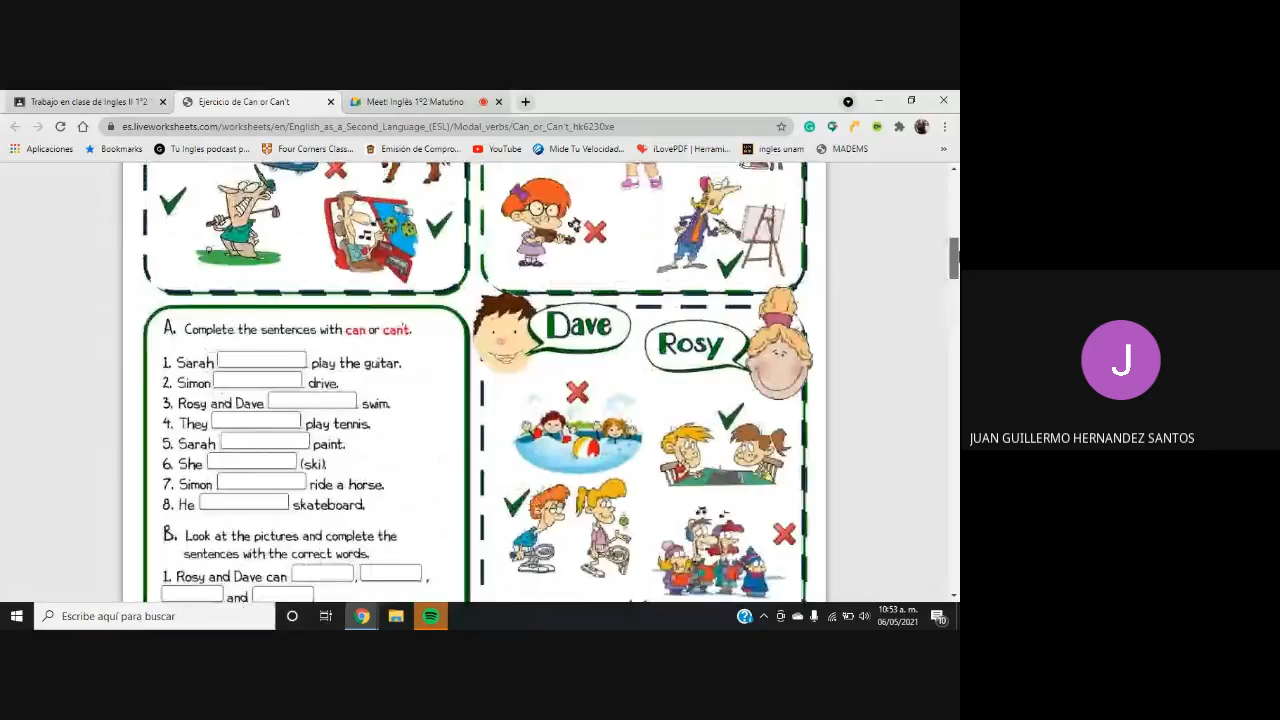 Trabajo en clase de Ingles II 1°2
Ejercicio de Can or Can't
Meet: Inglés 1°2 Matutino
es.liveworksheets.com/worksheets/en/English_as_a_Second_Language_(ESL)/Modal_verbs/Can_or_Can't_hk6230xe
Aplicaciones
Bookmarks
Tu Ingles podcast p...
Four Corners Class...
Emisión de Compro...
YouTube
Mide Tu Velocidad...
iLovePDF | Herrami...
ingles unam
MADEMS
»
A. Complete the sentences with can or can't.
1. Sarah play the guitar.
2. Simon drive.
3. Rosy and Dave swim.
4. They play tennis.
5. Sarah paint.
6. She (ski).
7. Simon ride a horse.
8. He skateboard.
B. Look at the pictures and complete the
sentences with the correct words.
1. Rosy and Dave can , ,
and
Dave
Rosy
J
JUAN GUILLERMO HERNANDEZ SANTOS
Escribe aquí para buscar
10:53 a. m.
06/05/2021
10